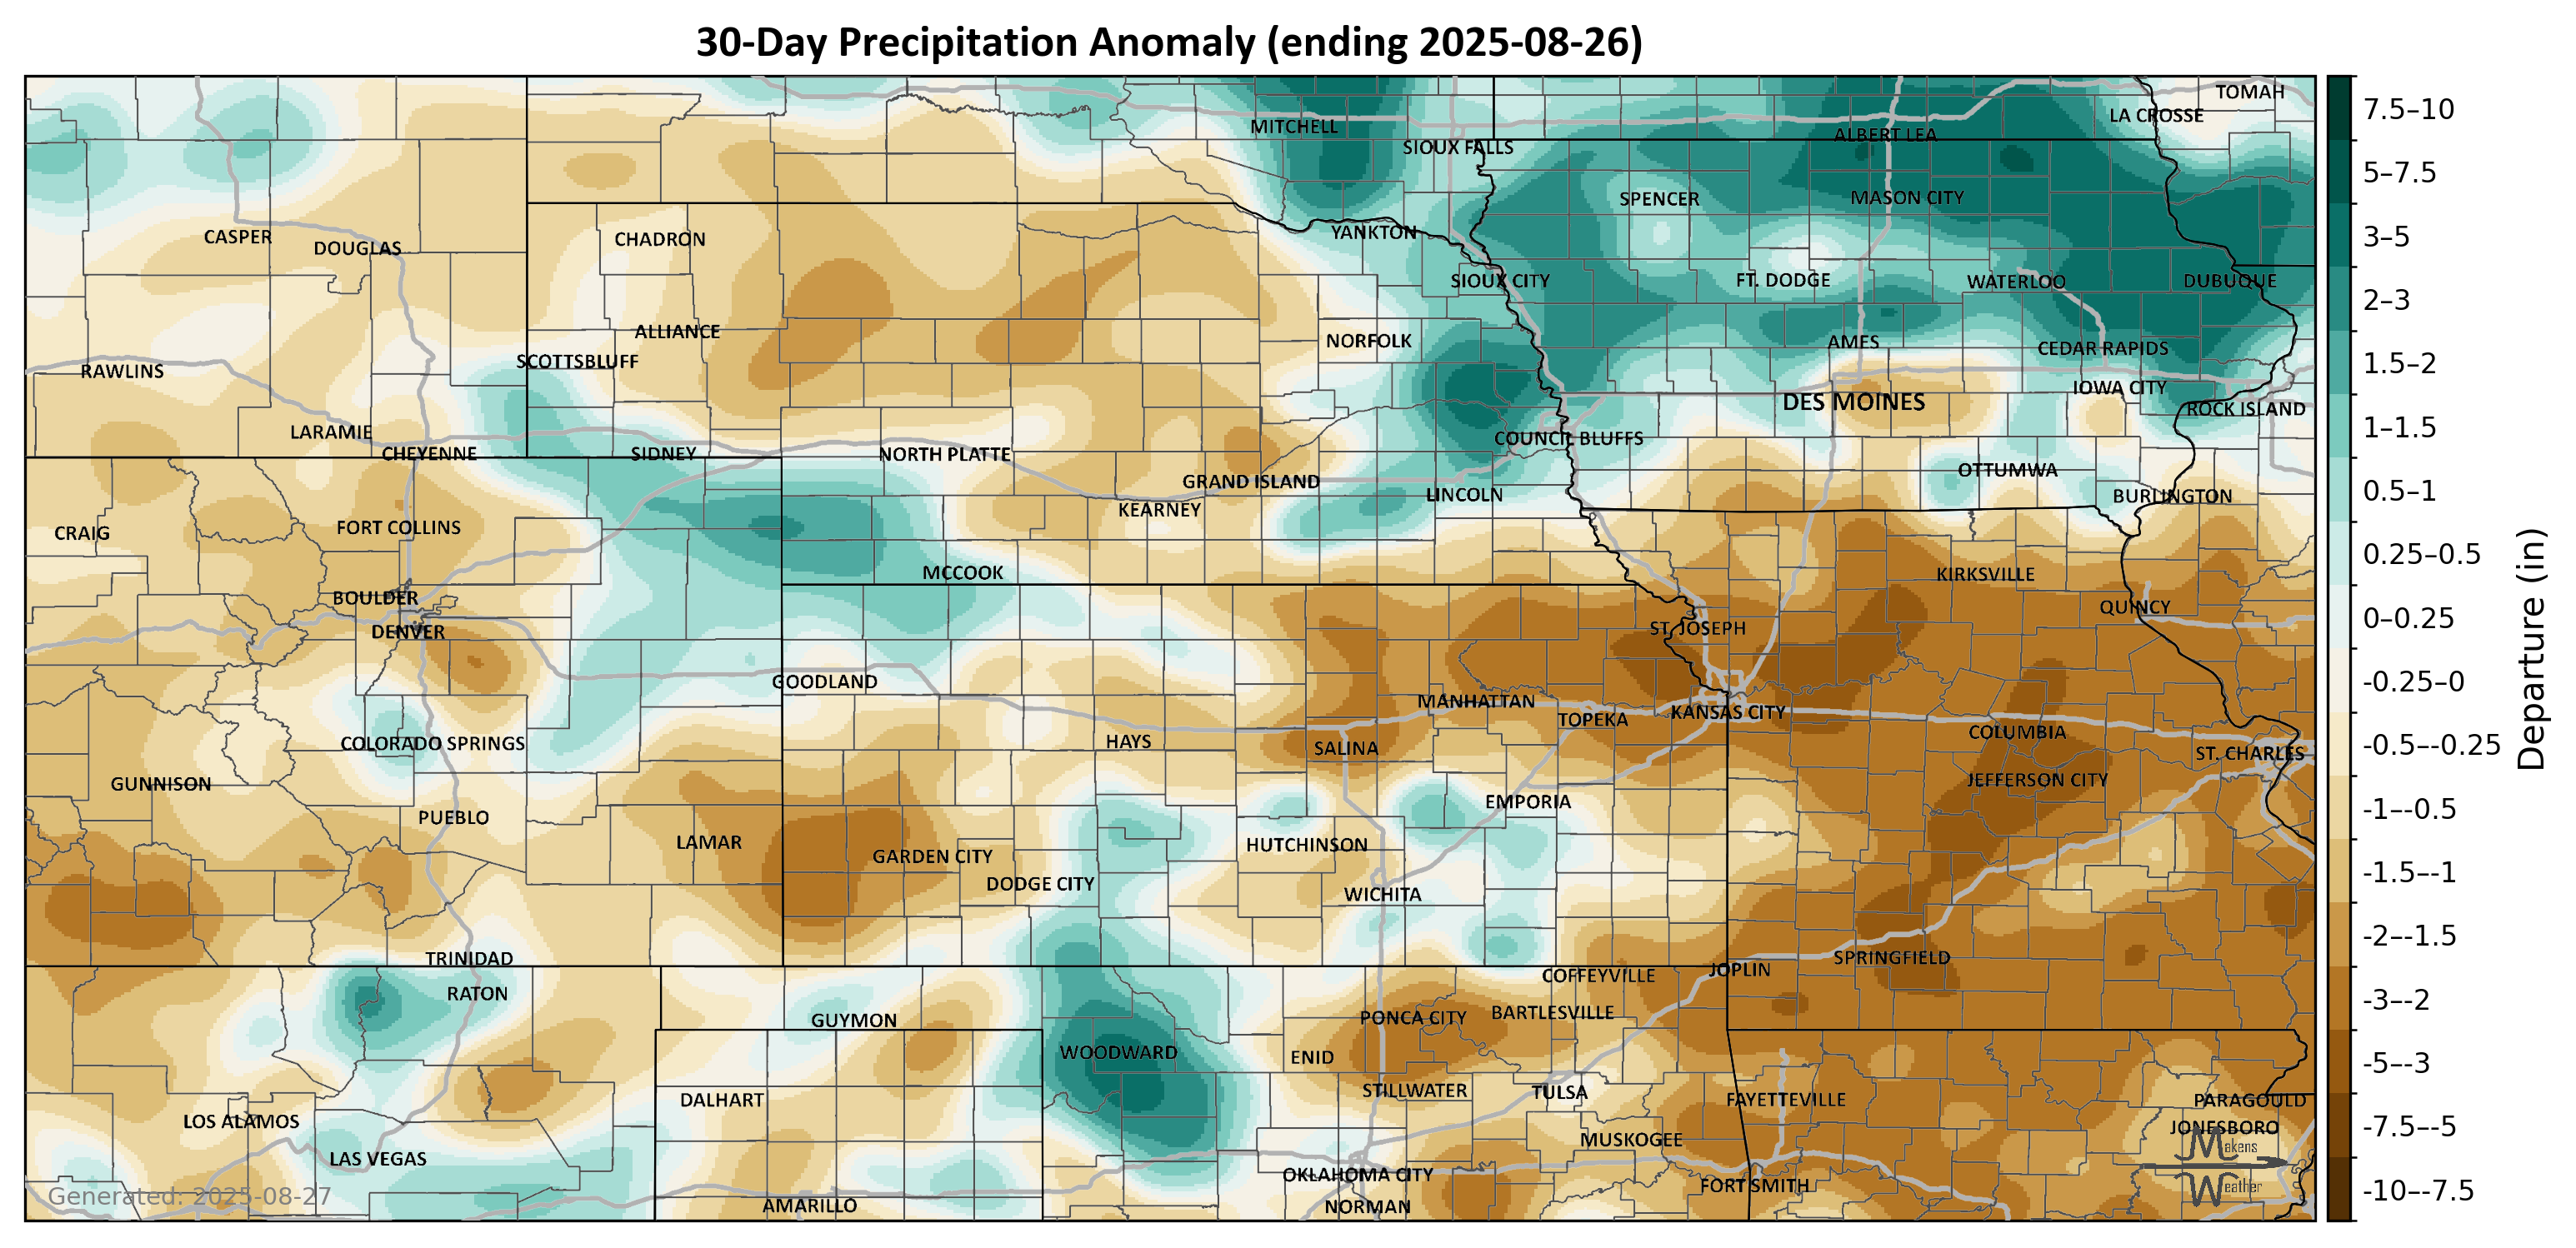 30-Day Precipitation Anomaly (ending 2025-08-26)
TOMAH
LA CROSSE
MITCHELL
ALBERT LEA
SIOUX FALLS
SPENCER
MASON CITY
CASPER
DOUGLAS
CHADRON
YANKTON
SIOUX CITY
FT. DODGE
WATERLOO
DUBUQUE
ALLIANCE
NORFOLK
AMES
CEDAR RAPIDS
RAWLINS
SCOTTSBLUFF
IOWA CITY
DES MOINES
ROCK ISLAND
LARAMIE
CHEYENNE
SIDNEY
NORTH PLATTE
COUNCIL BLUFFS
OTTUMWA
GRAND ISLAND
LINCOLN
BURLINGTON
KEARNEY
CRAIG
FORT COLLINS
MCCOOK
KIRKSVILLE
BOULDER
QUINCY
DENVER
ST. JOSEPH
GOODLAND
MANHATTAN
TOPEKA
KANSAS CITY
COLORADO SPRINGS
HAYS
SALINA
COLUMBIA
ST. CHARLES
GUNNISON
JEFFERSON CITY
PUEBLO
EMPORIA
LAMAR
GARDEN CITY
HUTCHINSON
DODGE CITY
WICHITA
TRINIDAD
SPRINGFIELD
COFFEYVILLE
JOPLIN
RATON
GUYMON
PONCA CITY
BARTLESVILLE
WOODWARD
ENID
STILLWATER
TULSA
DALHART
FAYETTEVILLE
PARAGOULD
LOS ALAMOS
MUSKOGEE
JONESBORO
LAS VEGAS
OKLAHOMA CITY
FORT SMITH
AMARILLO
NORMAN
Generated: 2025-08-27
Makens
Weather
7.5–10
5–7.5
3–5
2–3
1.5–2
1–1.5
0.5–1
0.25–0.5
0–0.25
-0.25–0
-0.5–-0.25
-1–-0.5
-1.5–-1
-2–-1.5
-3–-2
-5–-3
-7.5–-5
-10–-7.5
Departure (in)